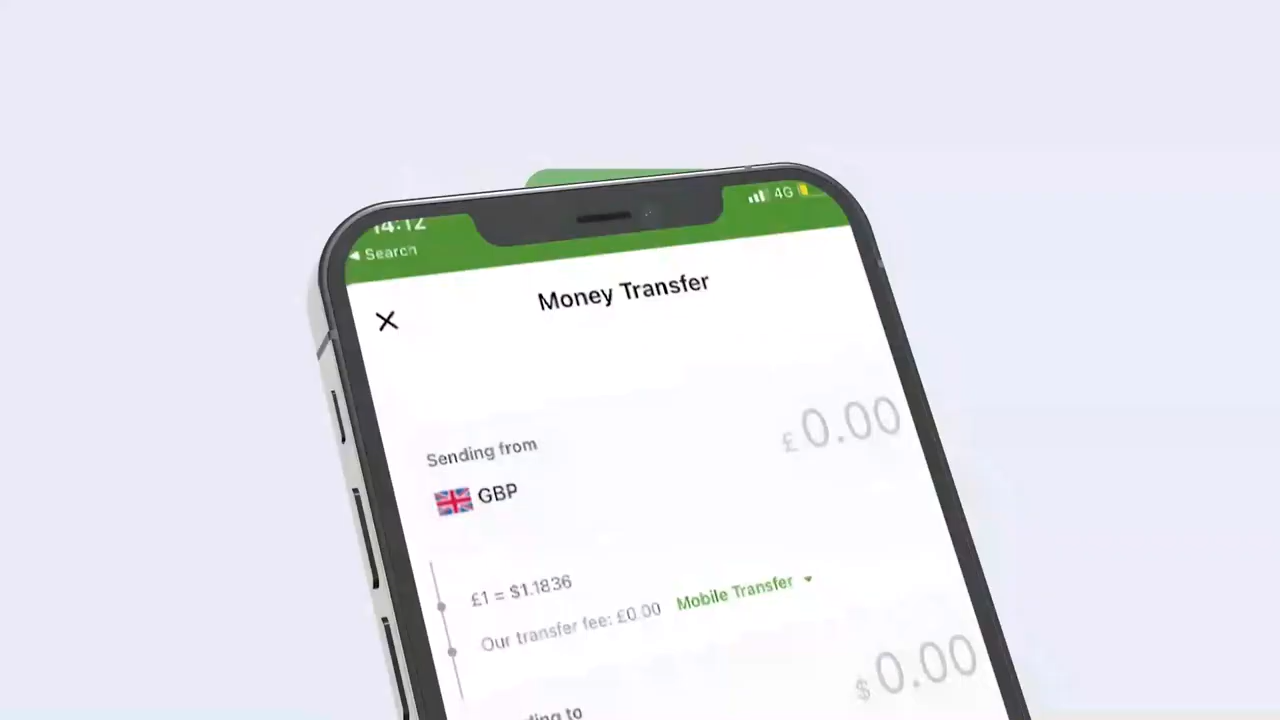 14:12
4G
◀ Search
Money Transfer
£ 0.00
Sending from
GBP
£1 = $1.1836
Our transfer fee: £0.00 Mobile Transfer
$ 0.00
to